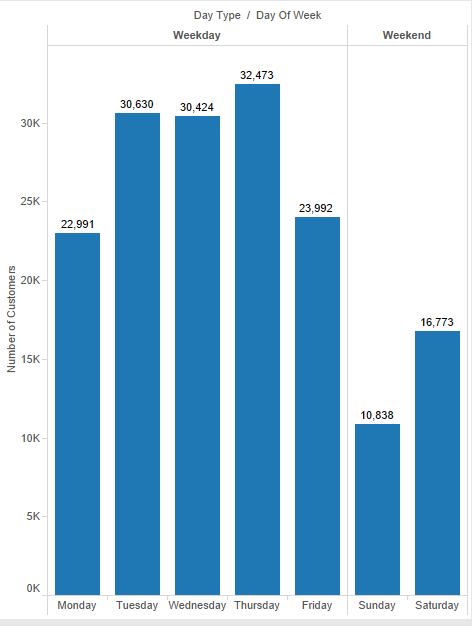 Day Type / Day Of Week
Weekday Weekend
32,473
30,630 30,424
22,991 23,992
16,773
10,838
Number of Customers
30K
25K
20K
15K
10K
5K
0K
Monday Tuesday Wednesday Thursday Friday Sunday Saturday